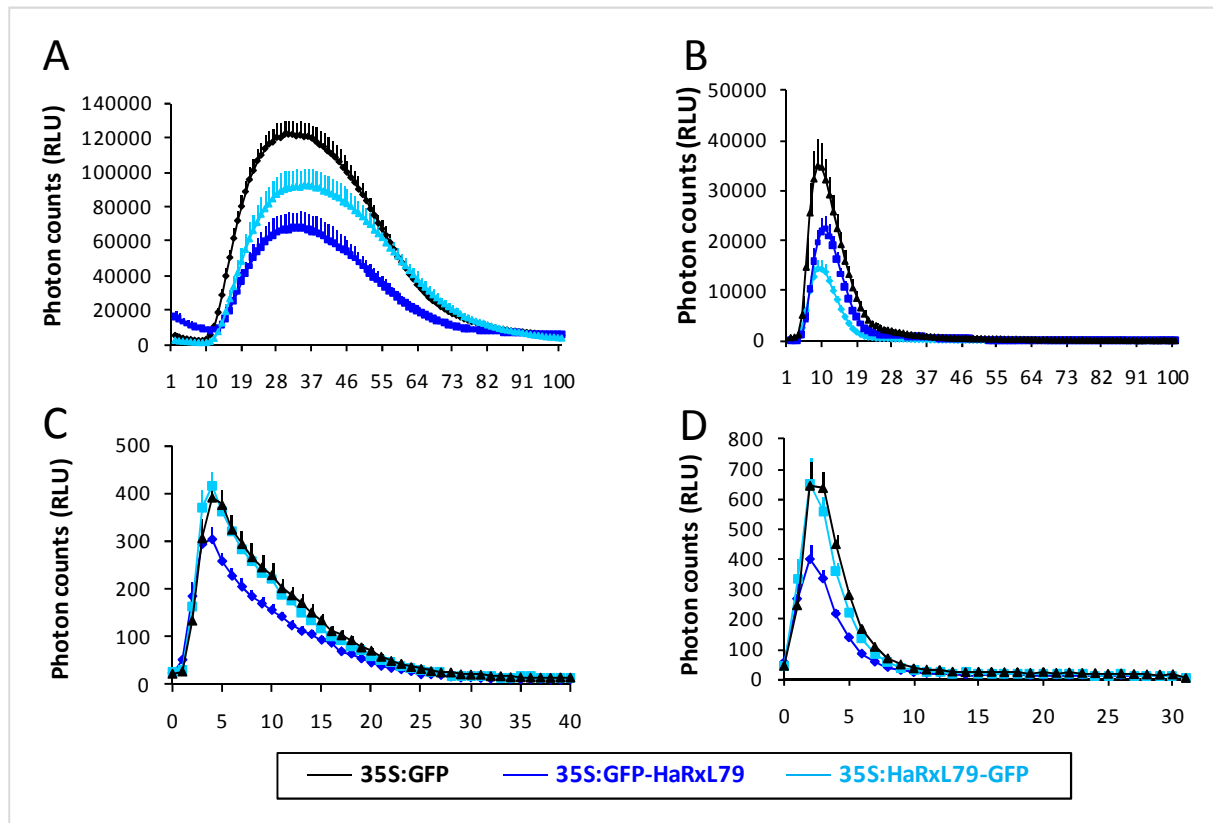 A
Photon counts (RLU)
140000
120000
100000
80000
60000
40000
20000
0
1 10 19 28 37 46 55 64 73 82 91 100
B
Photon counts (RLU)
50000
40000
30000
20000
10000
0
1 10 19 28 37 46 55 64 73 82 91 100
C
Photon counts (RLU)
500
400
300
200
100
0
0 5 10 15 20 25 30 35 40
D
Photon counts (RLU)
800
700
600
500
400
300
200
100
0
0 5 10 15 20 25 30
35S:GFP 35S:GFP-HaRxL79 35S:HaRxL79-GFP